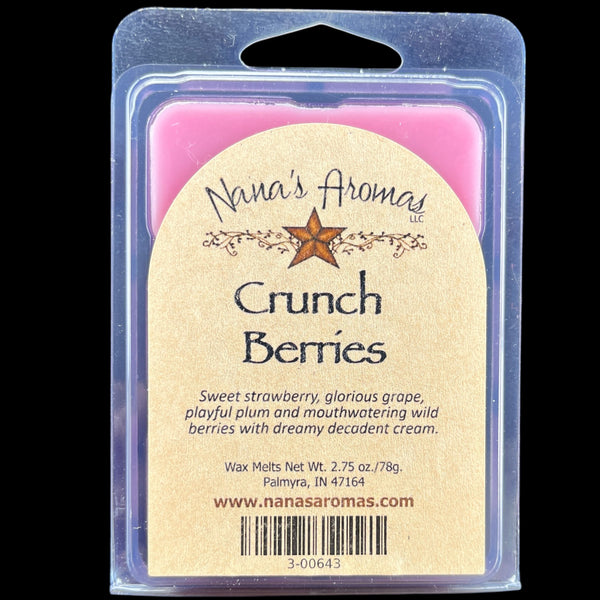 Nana's Aromas
LLC
Crunch
Berries
Sweet strawberry, glorious grape,
playful plum and mouthwatering wild
berries with dreamy decadent cream.
Wax Melts Net Wt. 2.75 oz./78g.
Palmyra, IN 47164
www.nanasaromas.com
3-00643